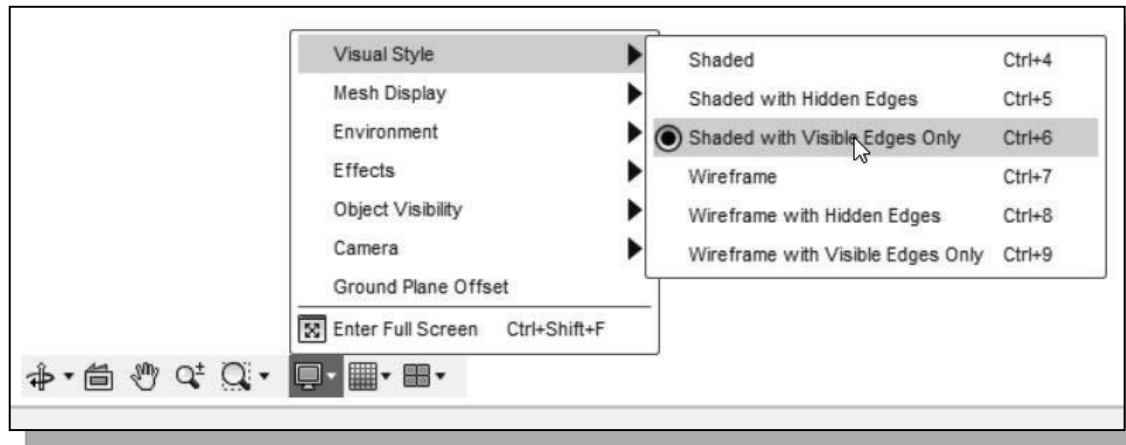 Visual Style
Mesh Display
Environment
Effects
Object Visibility
Camera
Ground Plane Offset
Enter Full Screen Ctrl+Shift+F
Shaded Ctrl+4
Shaded with Hidden Edges Ctrl+5
Shaded with Visible Edges Only Ctrl+6
Wireframe Ctrl+7
Wireframe with Hidden Edges Ctrl+8
Wireframe with Visible Edges Only Ctrl+9